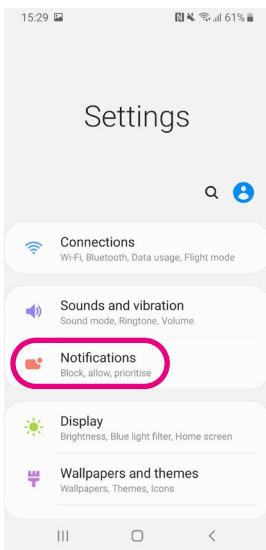 15:29 61%
Settings
Connections
Wi-Fi, Bluetooth, Data usage, Flight mode
Sounds and vibration
Sound mode, Ringtone, Volume
Notifications
Block, allow, prioritise
Display
Brightness, Blue light filter, Home screen
Wallpapers and themes
Wallpapers, Themes, Icons